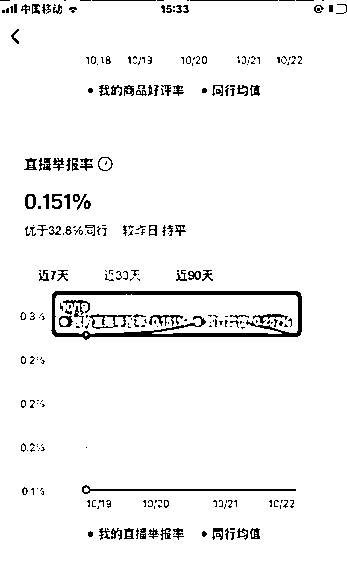 中国移动 15:33
10/18 10/19 10/20 10/21 10/22
• 我的商品好评率 • 同行均值
直播举报率
0.151%
优于32.8%同行 较昨日 持平
近7天 近30天 近90天
10/19
0.3%
0.2%
0.2%
0.2%
0.1%
10/19 10/20 10/21 10/22
• 我的直播举报率 • 同行均值